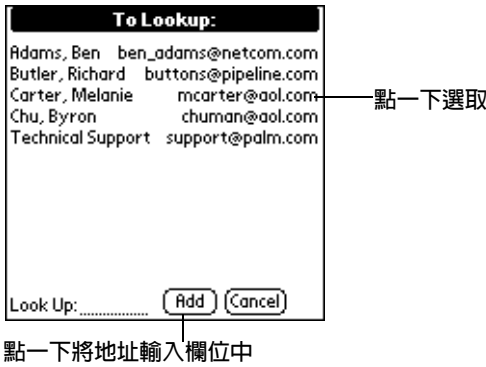 To Lookup:
Adams, Ben ben_adams@netcom.com
Butler, Richard buttons@pipeline.com
Carter, Melanie mcarter@aol.com
Chu, Byron chuman@aol.com
Technical Support support@palm.com
點一下選取
Look Up: Add Cancel
點一下將地址輸入欄位中